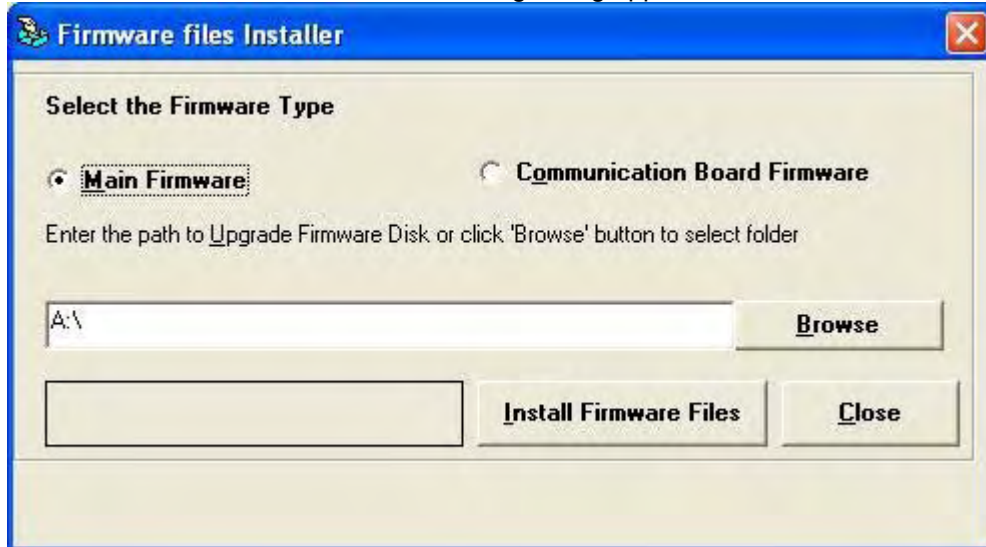 Firmware files Installer
Select the Firmware Type
Main Firmware
Communication Board Firmware
Enter the path to Upgrade Firmware Disk or click 'Browse' button to select folder
A:\
Browse
Install Firmware Files
Close